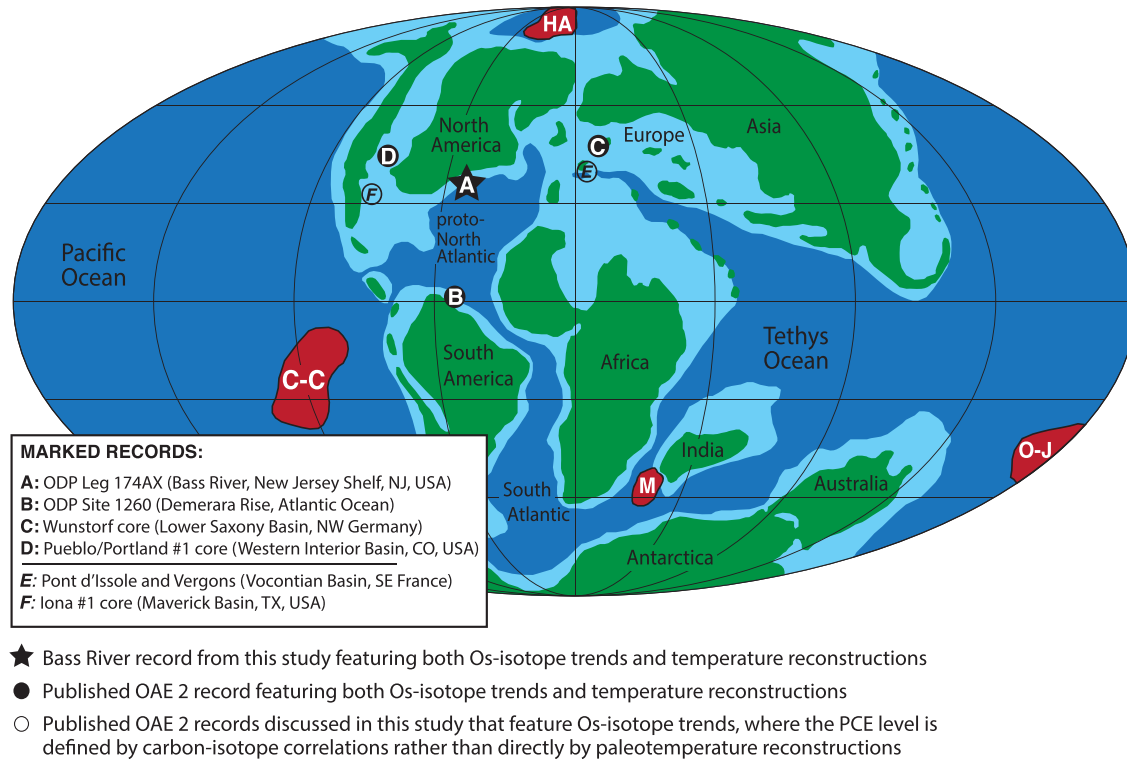 HA
North
America
Europe
Asia
D
C
E
A
F
proto-
North
Atlantic
Pacific
Ocean
B
Tethys
Ocean
South
America
Africa
C-C
India
O-J
M
Australia
South
Atlantic
Antarctica
MARKED RECORDS:
A: ODP Leg 174AX (Bass River, New Jersey Shelf, NJ, USA)
B: ODP Site 1260 (Demerara Rise, Atlantic Ocean)
C: Wunstorf core (Lower Saxony Basin, NW Germany)
D: Pueblo/Portland #1 core (Western Interior Basin, CO, USA)
E: Pont d'Issole and Vergons (Vocontian Basin, SE France)
F: Iona #1 core (Maverick Basin, TX, USA)
Bass River record from this study featuring both Os-isotope trends and temperature reconstructions
Published OAE 2 record featuring both Os-isotope trends and temperature reconstructions
Published OAE 2 records discussed in this study that feature Os-isotope trends, where the PCE level is
defined by carbon-isotope correlations rather than directly by paleotemperature reconstructions